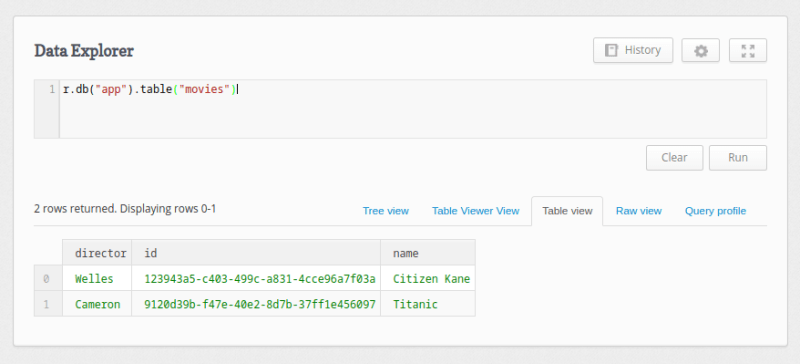 Data Explorer
History
1 r.db("app").table("movies")
Clear Run
2 rows returned. Displaying rows 0-1
Tree view Table Viewer View Table view Raw view Query profile
director id name
0 Welles 123943a5-c403-499c-a831-4cce96a7f03a Citizen Kane
1 Cameron 9120d39b-f47e-40e2-8d7b-37ff1e456097 Titanic